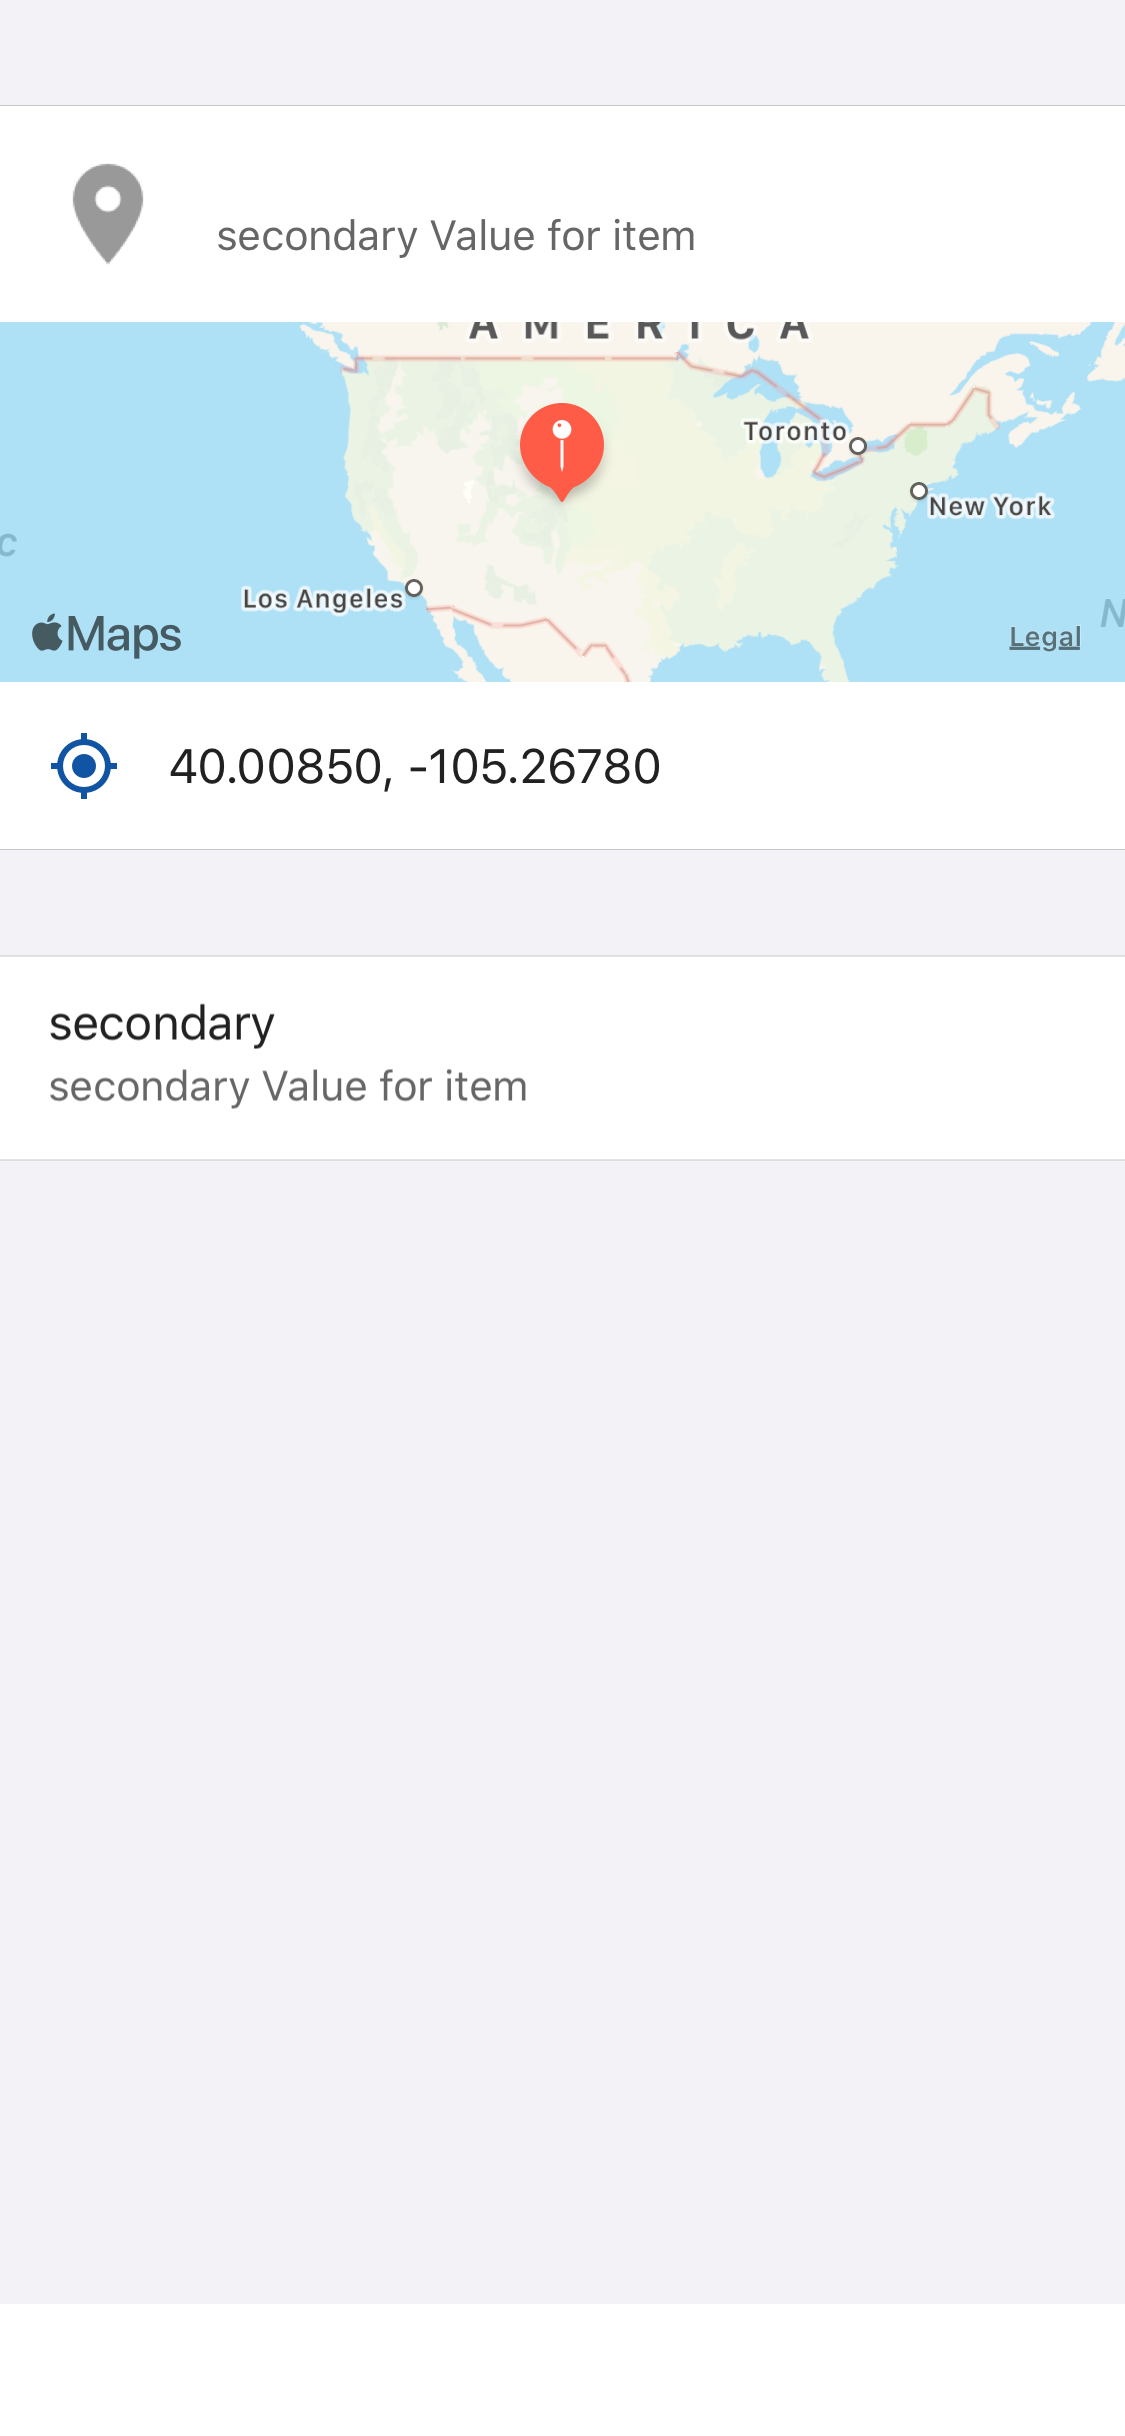 secondary Value for item
AMERICA
Toronto
New York
Los Angeles
Maps
Legal
40.00850, -105.26780
secondary
secondary Value for item